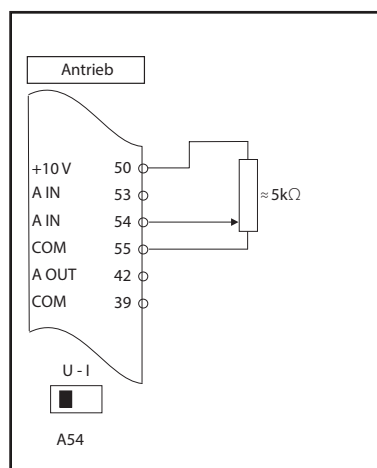 Antrieb
+10 V 50
A IN 53
A IN 54
COM 55
A OUT 42
COM 39
≈ 5kΩ
U - I
A54